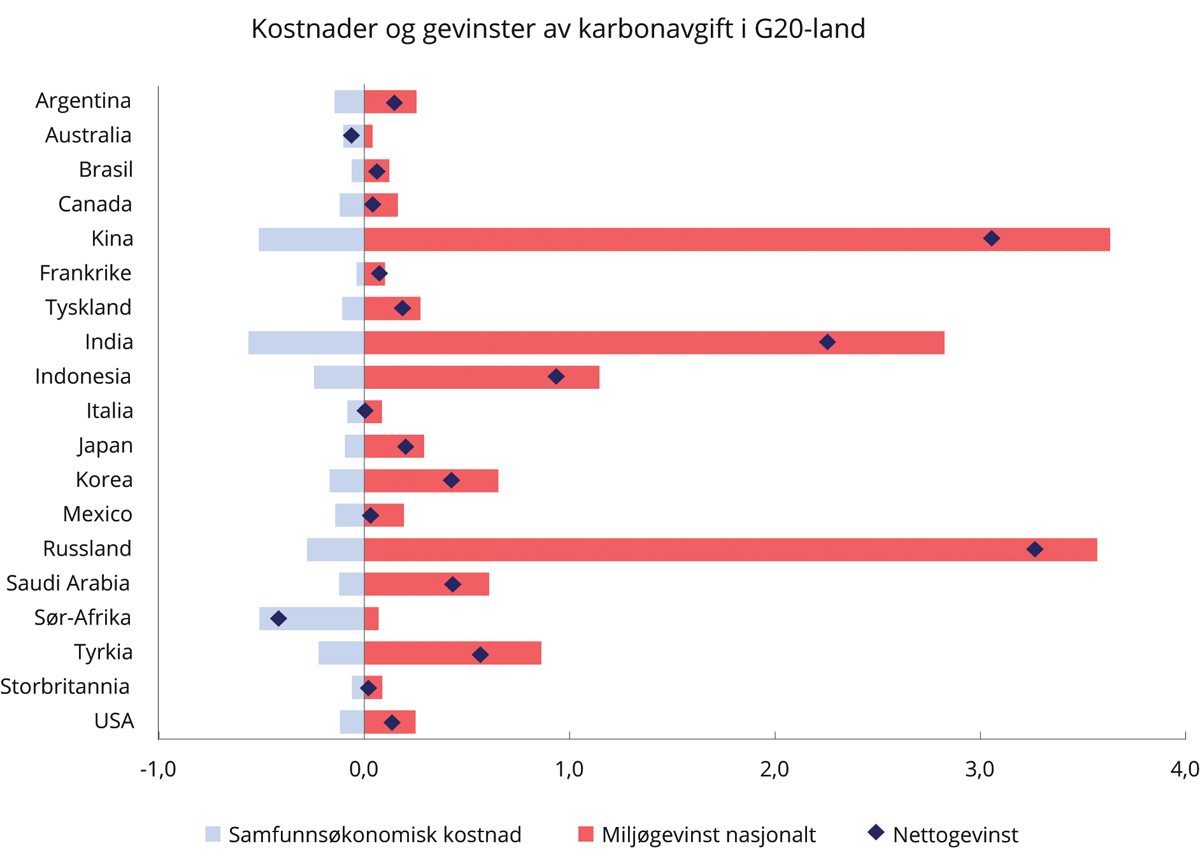 Kostnader og gevinster av karbonavgift i G20-land
Argentina
Australia
Brasil
Canada
Kina
Frankrike
Tyskland
India
Indonesia
Italia
Japan
Korea
Mexico
Russland
Saudi Arabia
Sør-Afrika
Tyrkia
Storbritannia
USA
-1,0 0,0 1,0 2,0 3,0 4,0
Samfunnsøkonomisk kostnad Miljøgevinst nasjonalt Nettogevinst